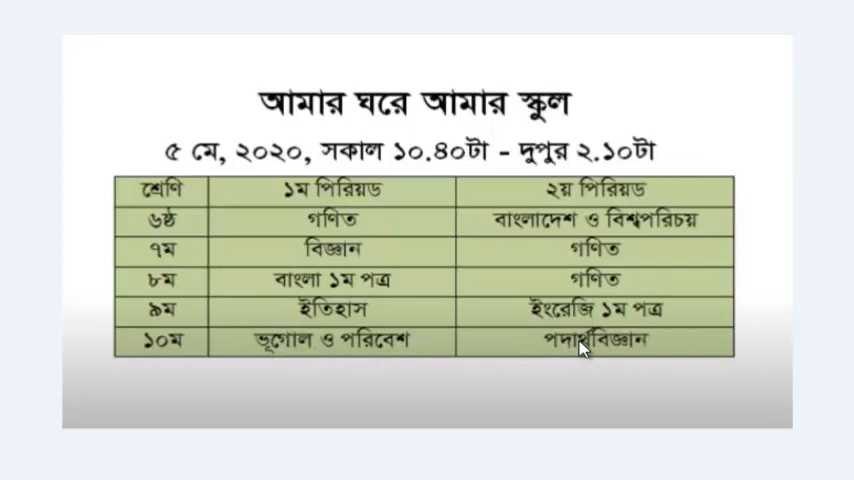 আমার ঘরে আমার স্কুল
৫ মে, ২০২০, সকাল ১০.৪০টা - দুপুর ২.১০টা
শ্রেণি ১ম পিরিয়ড ২য় পিরিয়ড
৬ষ্ঠ গণিত বাংলাদেশ ও বিশ্বপরিচয়
৭ম বিজ্ঞান গণিত
৮ম বাংলা ১ম পত্র গণিত
৯ম ইতিহাস ইংরেজি ১ম পত্র
১০ম ভূগোল ও পরিবেশ পদার্থবিজ্ঞান